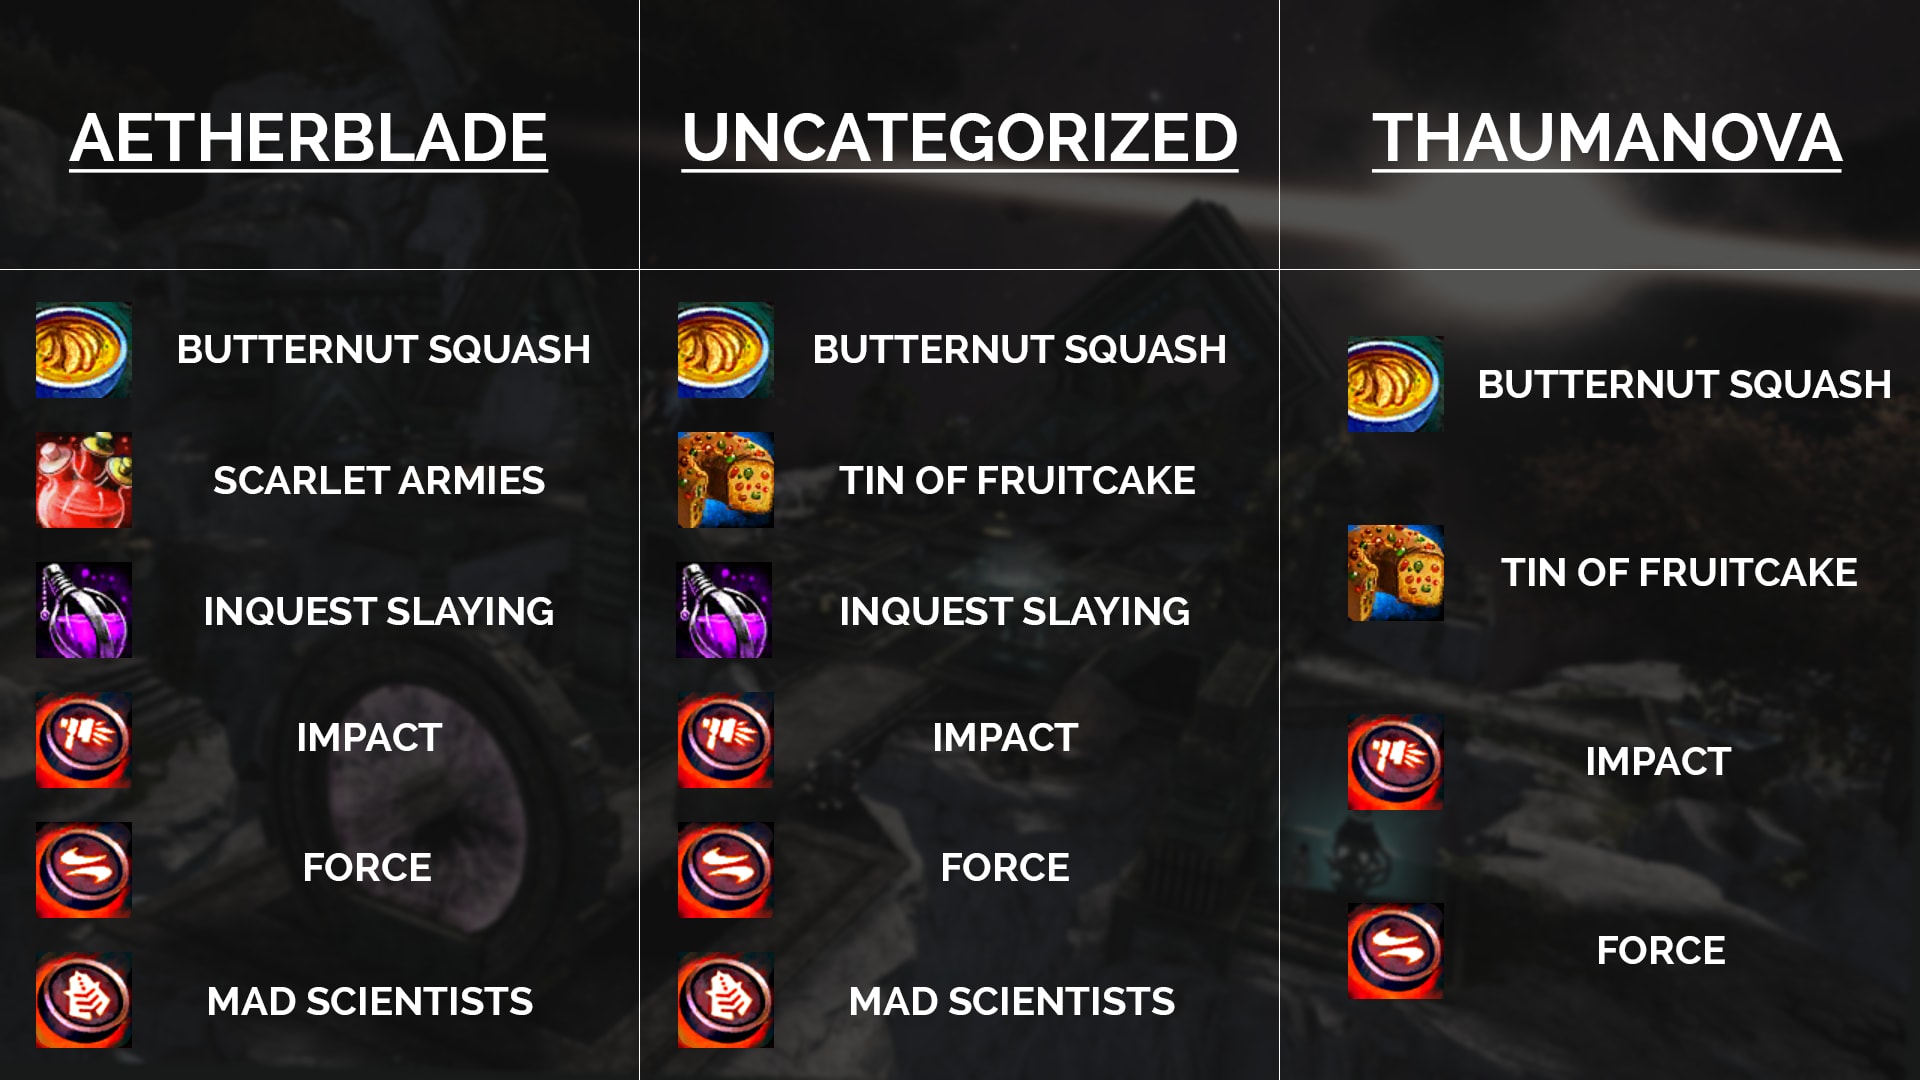 AETHERBLADE
BUTTERNUT SQUASH
SCARLET ARMIES
INQUEST SLAYING
IMPACT
FORCE
MAD SCIENTISTS
UNCATEGORIZED
BUTTERNUT SQUASH
TIN OF FRUITCAKE
INQUEST SLAYING
IMPACT
FORCE
MAD SCIENTISTS
THAUMANOVA
BUTTERNUT SQUASH
TIN OF FRUITCAKE
IMPACT
FORCE